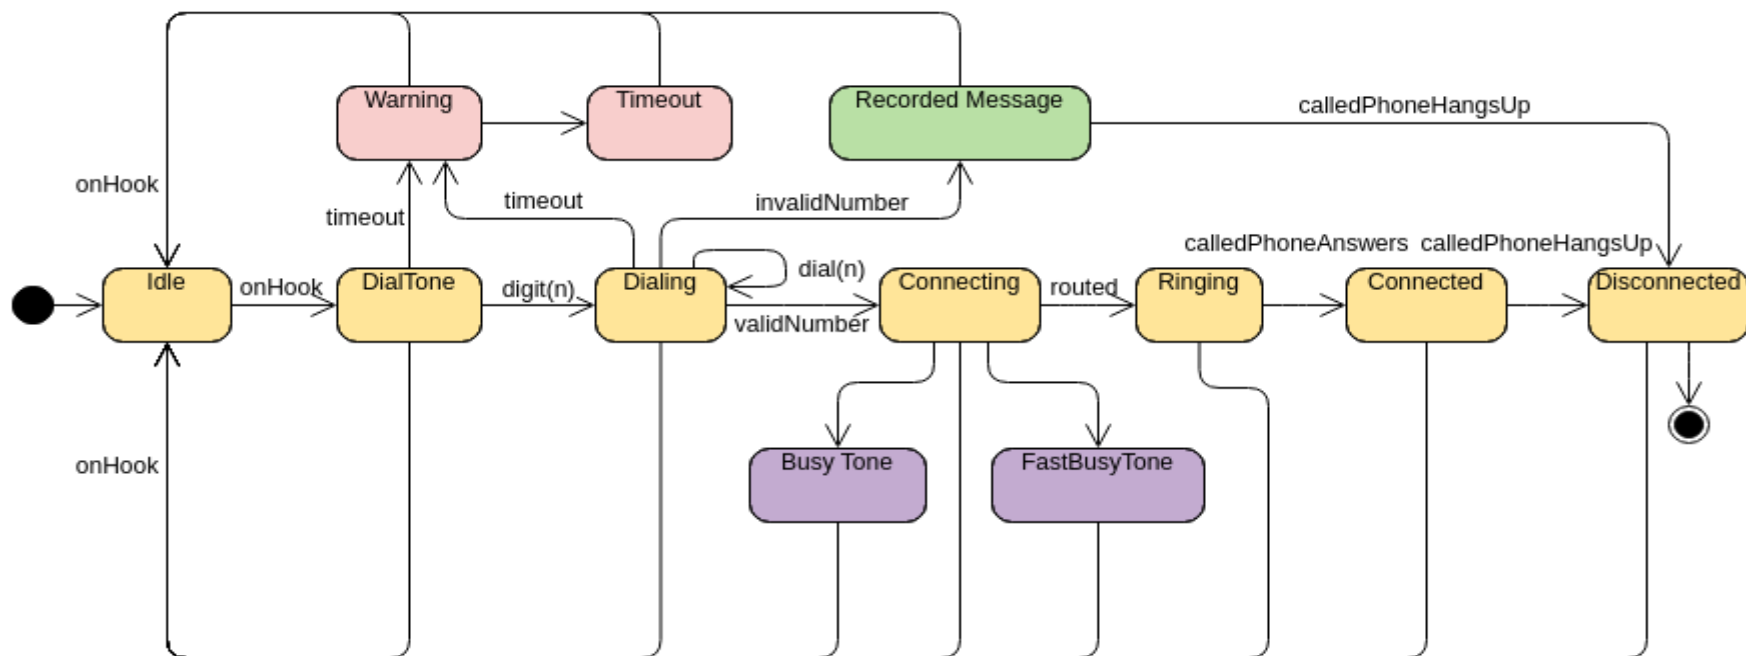 Warning
Timeout
Recorded Message
calledPhoneHangsUp
onHook
timeout
timeout
invalidNumber
calledPhoneAnswers
calledPhoneHangsUp
Idle
onHook
DialTone
digit(n)
Dialing
dial(n)
validNumber
Connecting
routed
Ringing
Connected
Disconnected
onHook
Busy Tone
FastBusyTone